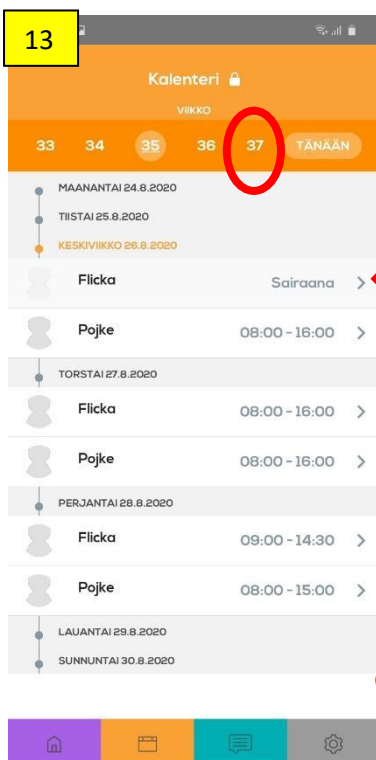 13
Kalenteri
VIIKKO
33 34 35 36 37 TÄNÄÄN
MAANANTAI 24.8.2020
TIISTAI 25.8.2020
KESKIVIIKKO 26.8.2020
Flicka Sairaana
Pojke 08:00 - 16:00
TORSTAI 27.8.2020
Flicka 08:00 - 16:00
Pojke 08:00 - 16:00
PERJANTAI 28.8.2020
Flicka 09:00 - 14:30
Pojke 08:00 - 15:00
LAUANTAI 29.8.2020
SUNNUNTAI 30.8.2020